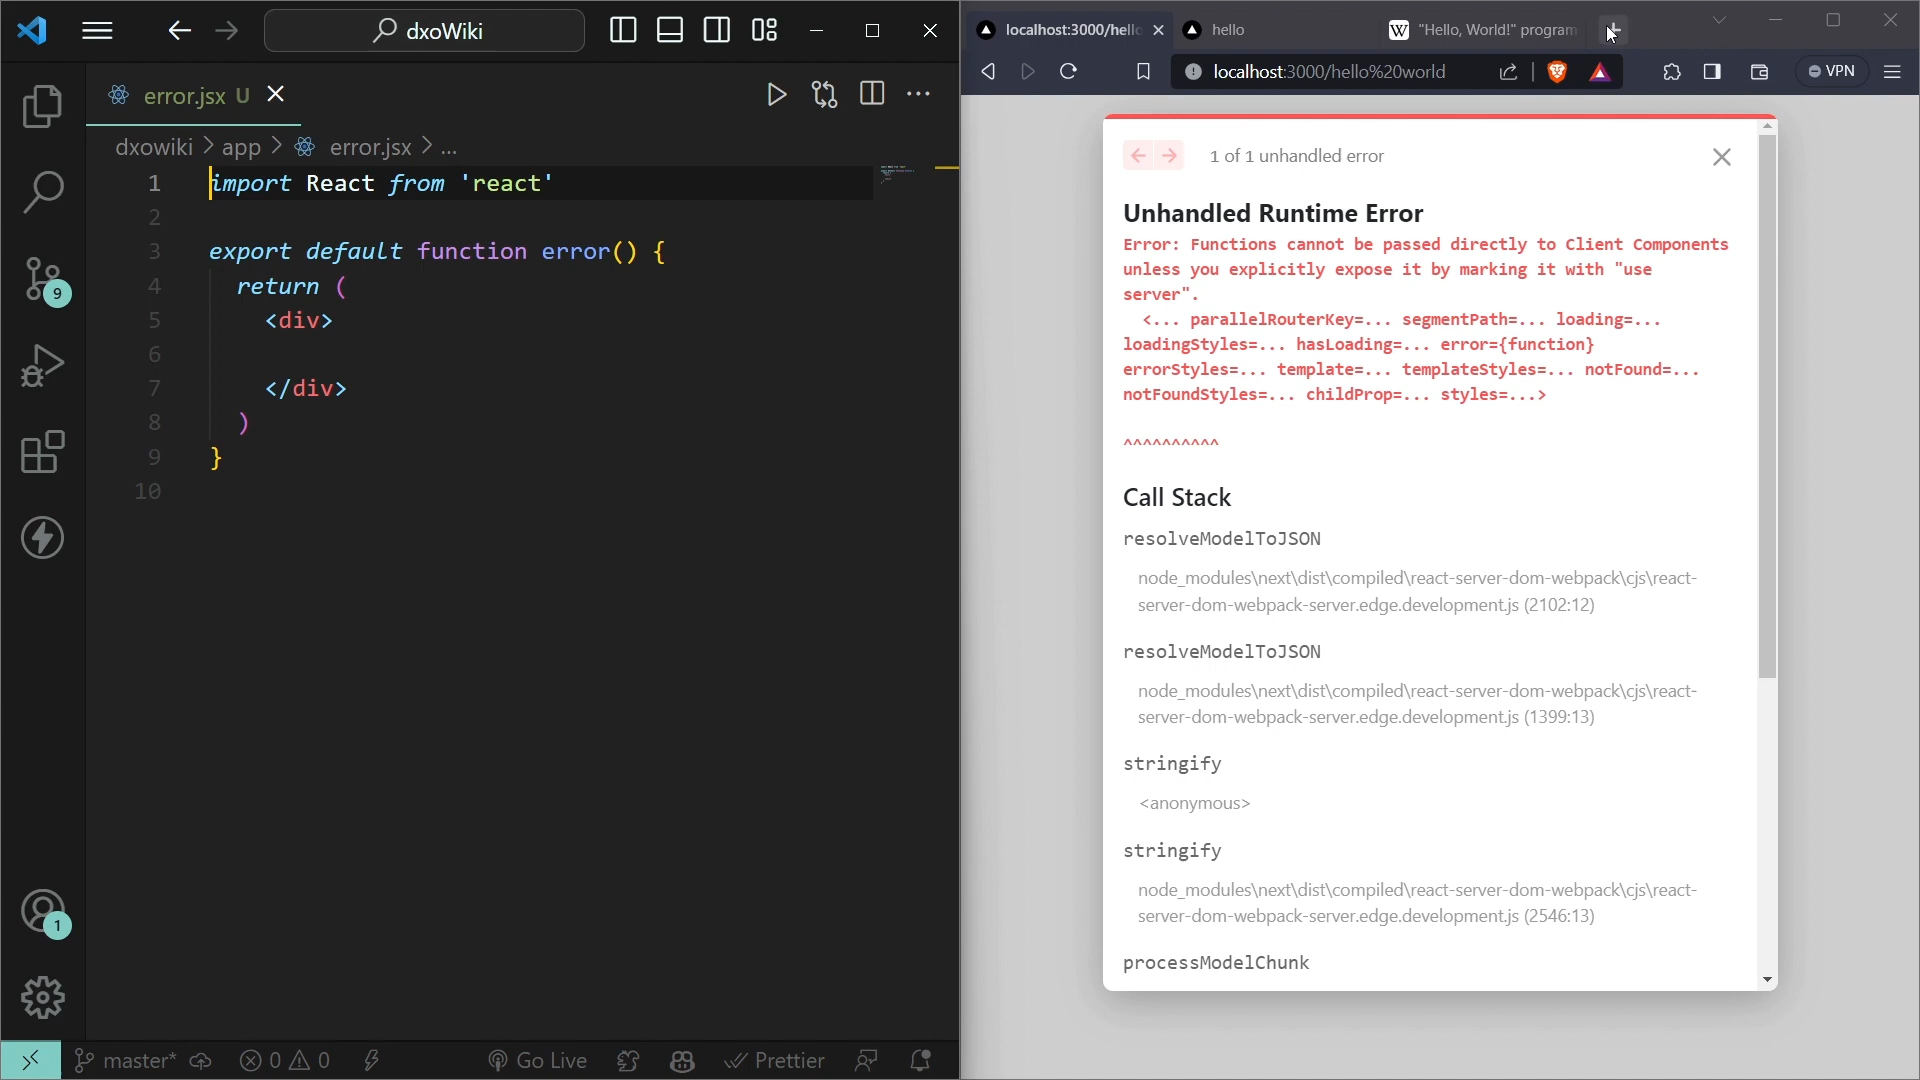 dxoWiki
error.jsx U
dxowiki > app > error.jsx > ...
1 import React from 'react'
2
3 export default function error() {
4 return (
5 <div>
6
7 </div>
8 )
9 }
10
9
1
master* 0 0 Go Live Prettier
localhost:3000/hello hello "Hello, World!" program
localhost:3000/hello%20world VPN
1 of 1 unhandled error
Unhandled Runtime Error
Error: Functions cannot be passed directly to Client Components
unless you explicitly expose it by marking it with "use
server".
<... parallelRouterKey=... segmentPath=... loading=...
loadingStyles=... hasLoading=... error={function}
errorStyles=... template=... templateStyles=... notFound=...
notFoundStyles=... childProp=... styles=...>
^^^^^^^^^^
Call Stack
resolveModelToJSON
node_modules\next\dist\compiled\react-server-dom-webpack\cjs\react-
server-dom-webpack-server.edge.development.js (2102:12)
resolveModelToJSON
node_modules\next\dist\compiled\react-server-dom-webpack\cjs\react-
server-dom-webpack-server.edge.development.js (1399:13)
stringify
<anonymous>
stringify
node_modules\next\dist\compiled\react-server-dom-webpack\cjs\react-
server-dom-webpack-server.edge.development.js (2546:13)
processModelChunk